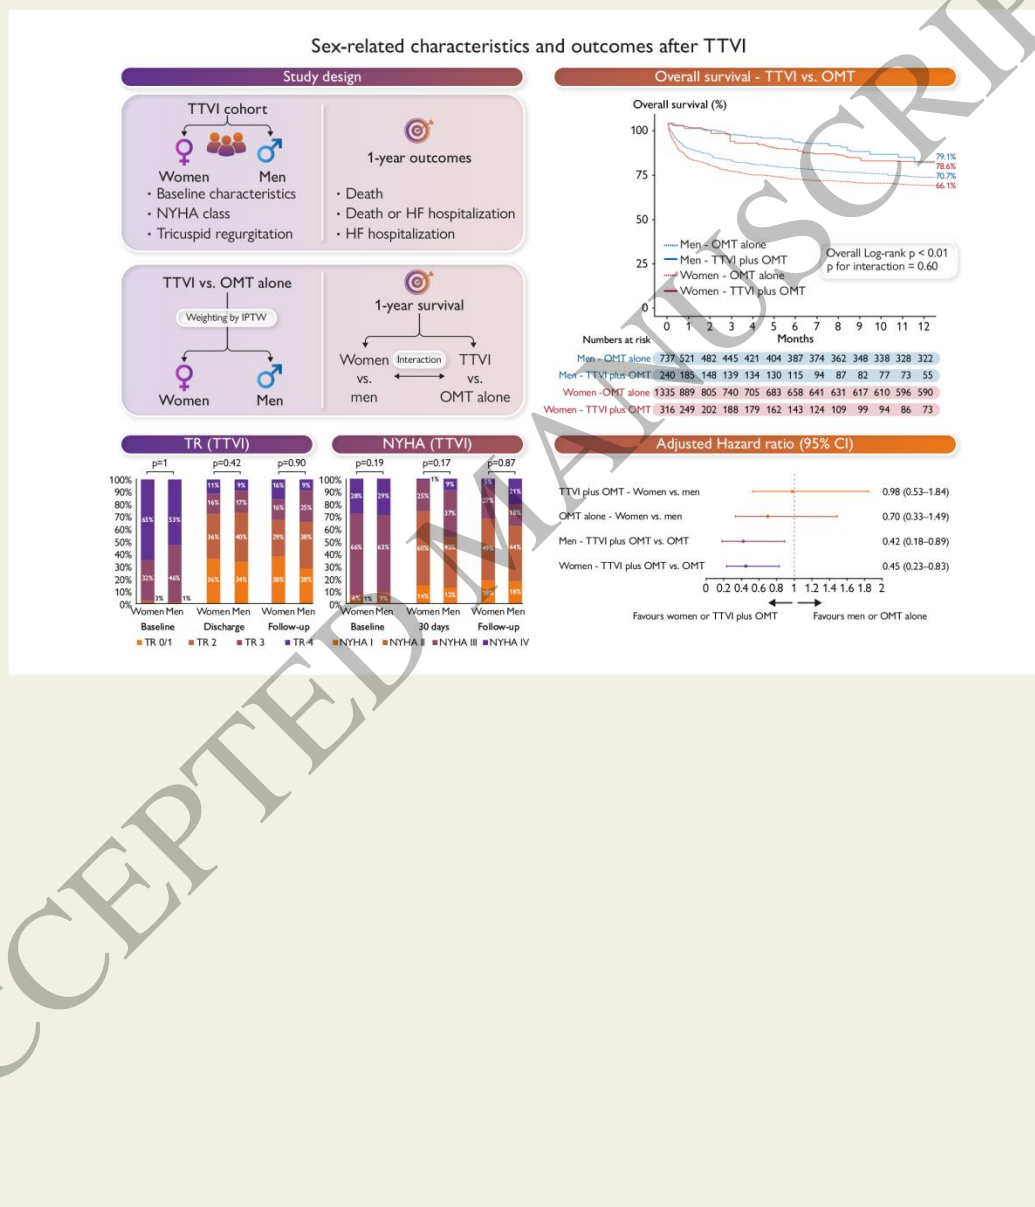 Sex-related characteristics and outcomes after TTVI
Study design
TTVI cohort
Women Men
· Baseline characteristics
· NYHA class
· Tricuspid regurgitation
1-year outcomes
· Death
· Death or HF hospitalization
· HF hospitalization
TTVI vs. OMT alone
Weighting by IPTW
Women Men
1-year survival
Women Interaction TTVI
vs. vs.
men OMT alone
Overall survival - TTVI vs. OMT
Overall survival (%)
100
75
50
25
0
79.1%
78.6%
70.7%
66.1%
Men - OMT alone
Men - TTVI plus OMT
Women - OMT alone
Women - TTVI plus OMT
Overall Log-rank p < 0.01
p for interaction = 0.60
0 1 2 3 4 5 6 7 8 9 10 11 12
Numbers at risk Months
Men - OMT alone 737 521 482 445 421 404 387 374 362 348 338 328 322
Men - TTVI plus OMT 240 185 148 139 134 130 115 94 87 82 77 73 55
Women -OMT alone 1335 889 805 740 705 683 658 641 631 617 610 596 590
Women - TTVI plus OMT 316 249 202 188 179 162 143 124 109 99 94 86 73
TR (TTVI)
p=1 p=0.42 p=0.90
100%
90%
80%
70%
60%
50%
40%
30%
20%
10%
0%
65% 32% 3%
53% 46% 1%
11% 16% 36% 36%
9% 17% 40% 34%
16% 16% 29% 38%
9% 25% 38% 28%
Women Men Women Men Women Men
Baseline Discharge Follow-up
TR 0/1 TR 2 TR 3 TR 4
NYHA (TTVI)
p=0.19 p=0.17 p=0.87
100%
90%
80%
70%
60%
50%
40%
30%
20%
10%
0%
28% 66% 6% 1%
29% 63% 9%
1% 25% 60% 14%
9% 37% 12%
5% 27% 18%
21% 18% 44% 18%
Women Men Women Men Women Men
Baseline 30 days Follow-up
NYHA I NYHA II NYHA III NYHA IV
Adjusted Hazard ratio (95% CI)
TTVI plus OMT - Women vs. men 0.98 (0.53–1.84)
OMT alone - Women vs. men 0.70 (0.33–1.49)
Men - TTVI plus OMT vs. OMT 0.42 (0.18–0.89)
Women - TTVI plus OMT vs. OMT 0.45 (0.23–0.83)
0 0.2 0.4 0.6 0.8 1 1.2 1.4 1.6 1.8 2
Favours women or TTVI plus OMT Favours men or OMT alone
CCEPTED MANUSCRIP